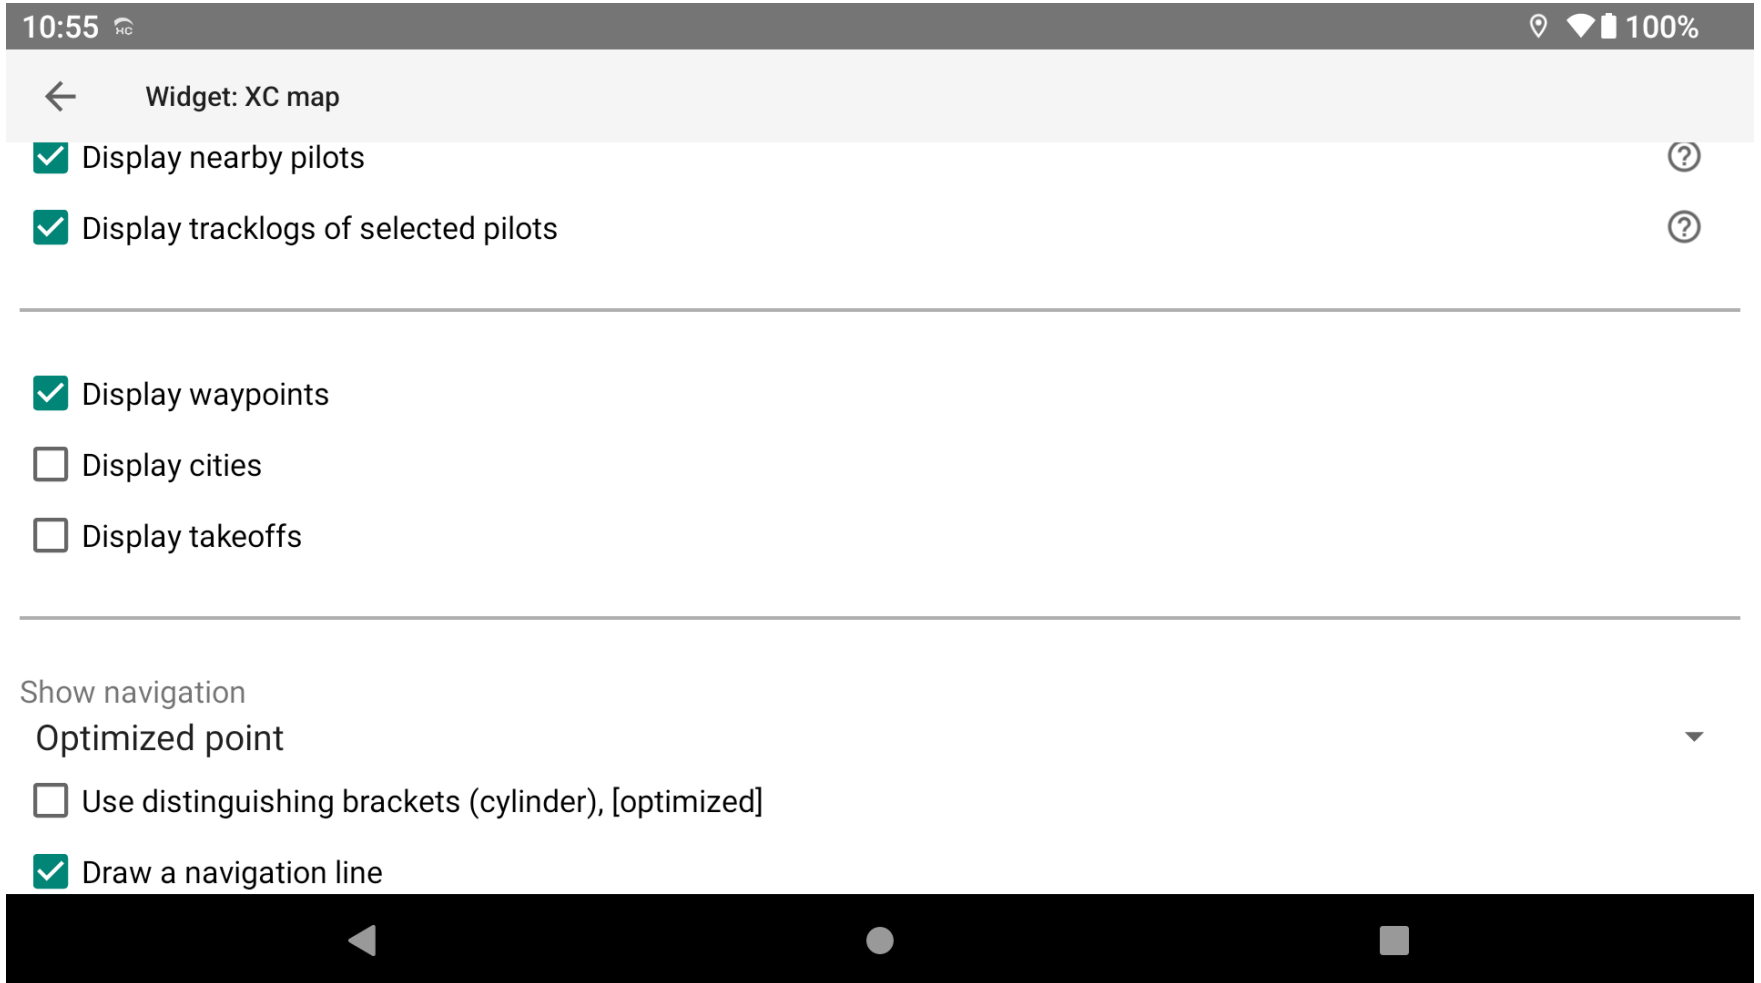 10:55 XC 100%
Widget: XC map
Display nearby pilots
Display tracklogs of selected pilots
Display waypoints
Display cities
Display takeoffs
Show navigation
Optimized point
Use distinguishing brackets (cylinder), [optimized]
Draw a navigation line